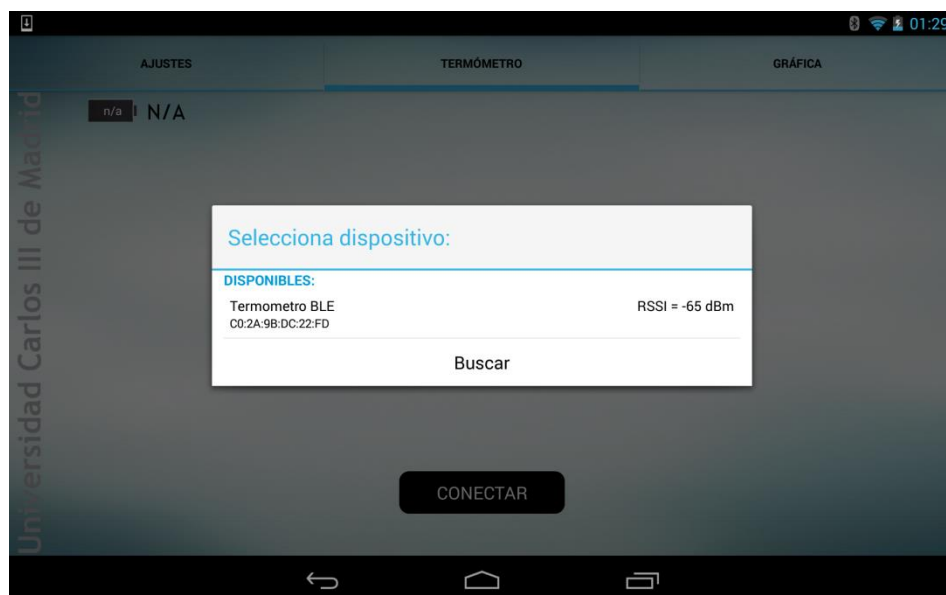 01:29
AJUSTES TERMÓMETRO GRÁFICA
n/a N/A
Universidad Carlos III de Madrid
Selecciona dispositivo:
DISPONIBLES:
Termometro BLE RSSI = -65 dBm
C0:2A:9B:DC:22:FD
Buscar
CONECTAR